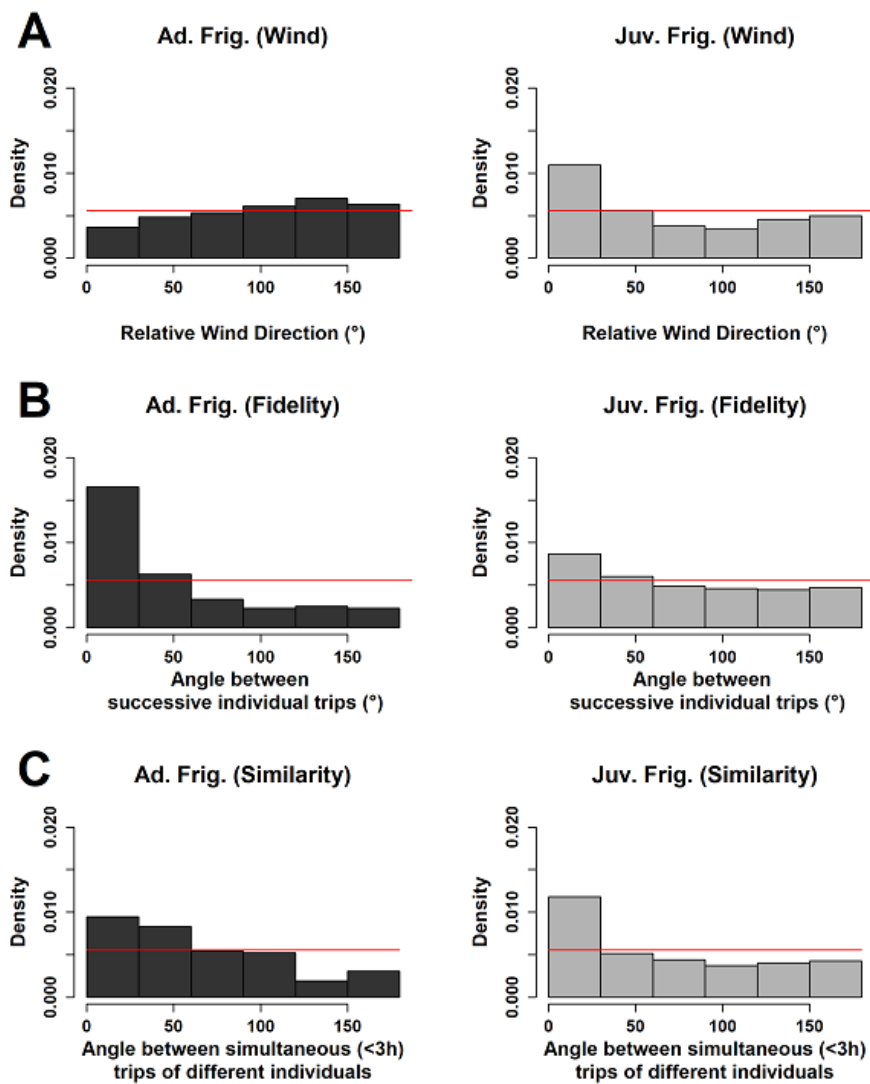 A
Ad. Frig. (Wind)
Juv. Frig. (Wind)
Density
0.000 0.010 0.020
0 50 100 150
Relative Wind Direction (°)
Density
0.000 0.010 0.020
0 50 100 150
Relative Wind Direction (°)
B
Ad. Frig. (Fidelity)
Juv. Frig. (Fidelity)
Density
0.000 0.010 0.020
0 50 100 150
Angle between
successive individual trips (°)
Density
0.000 0.010 0.020
0 50 100 150
Angle between
successive individual trips (°)
C
Ad. Frig. (Similarity)
Juv. Frig. (Similarity)
Density
0.000 0.010 0.020
0 50 100 150
Angle between simultaneous (<3h)
trips of different individuals
Density
0.000 0.010 0.020
0 50 100 150
Angle between simultaneous (<3h)
trips of different individuals